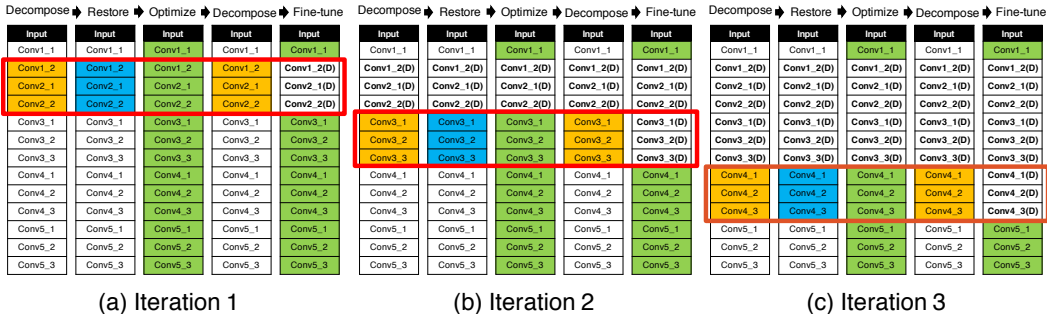 Decompose Restore Optimize Decompose Fine-tune Decompose Restore Optimize Decompose Fine-tune Decompose Restore Optimize Decompose Fine-tune
Input Input Input Input Input Input Input Input Input Input Input Input Input Input Input
Conv1_1 Conv1_1 Conv1_1 Conv1_1 Conv1_1 Conv1_1 Conv1_1 Conv1_1 Conv1_1 Conv1_1 Conv1_1 Conv1_1 Conv1_1 Conv1_1 Conv1_1
Conv1_2 Conv1_2 Conv1_2 Conv1_2 Conv1_2(D) Conv1_2(D) Conv1_2(D) Conv1_2(D) Conv1_2(D) Conv1_2(D) Conv1_2(D) Conv1_2(D) Conv1_2(D) Conv1_2(D) Conv1_2(D)
Conv2_1 Conv2_1 Conv2_1 Conv2_1 Conv2_1(D) Conv2_1(D) Conv2_1(D) Conv2_1(D) Conv2_1(D) Conv2_1(D) Conv2_1(D) Conv2_1(D) Conv2_1(D) Conv2_1(D) Conv2_1(D)
Conv2_2 Conv2_2 Conv2_2 Conv2_2 Conv2_2(D) Conv2_2(D) Conv2_2(D) Conv2_2(D) Conv2_2(D) Conv2_2(D) Conv2_2(D) Conv2_2(D) Conv2_2(D) Conv2_2(D) Conv2_2(D)
Conv3_1 Conv3_1 Conv3_1 Conv3_1 Conv3_1 Conv3_1 Conv3_1 Conv3_1 Conv3_1 Conv3_1(D) Conv3_1(D) Conv3_1(D) Conv3_1(D) Conv3_1(D) Conv3_1(D)
Conv3_2 Conv3_2 Conv3_2 Conv3_2 Conv3_2 Conv3_2 Conv3_2 Conv3_2 Conv3_2 Conv3_2(D) Conv3_2(D) Conv3_2(D) Conv3_2(D) Conv3_2(D) Conv3_2(D)
Conv3_3 Conv3_3 Conv3_3 Conv3_3 Conv3_3 Conv3_3 Conv3_3 Conv3_3 Conv3_3 Conv3_3(D) Conv3_3(D) Conv3_3(D) Conv3_3(D) Conv3_3(D) Conv3_3(D)
Conv4_1 Conv4_1 Conv4_1 Conv4_1 Conv4_1 Conv4_1 Conv4_1 Conv4_1 Conv4_1 Conv4_1 Conv4_1 Conv4_1 Conv4_1 Conv4_1 Conv4_1(D)
Conv4_2 Conv4_2 Conv4_2 Conv4_2 Conv4_2 Conv4_2 Conv4_2 Conv4_2 Conv4_2 Conv4_2 Conv4_2 Conv4_2 Conv4_2 Conv4_2 Conv4_2(D)
Conv4_3 Conv4_3 Conv4_3 Conv4_3 Conv4_3 Conv4_3 Conv4_3 Conv4_3 Conv4_3 Conv4_3 Conv4_3 Conv4_3 Conv4_3 Conv4_3 Conv4_3(D)
Conv5_1 Conv5_1 Conv5_1 Conv5_1 Conv5_1 Conv5_1 Conv5_1 Conv5_1 Conv5_1 Conv5_1 Conv5_1 Conv5_1 Conv5_1 Conv5_1 Conv5_1
Conv5_2 Conv5_2 Conv5_2 Conv5_2 Conv5_2 Conv5_2 Conv5_2 Conv5_2 Conv5_2 Conv5_2 Conv5_2 Conv5_2 Conv5_2 Conv5_2 Conv5_2
Conv5_3 Conv5_3 Conv5_3 Conv5_3 Conv5_3 Conv5_3 Conv5_3 Conv5_3 Conv5_3 Conv5_3 Conv5_3 Conv5_3 Conv5_3 Conv5_3 Conv5_3
(a) Iteration 1 (b) Iteration 2 (c) Iteration 3